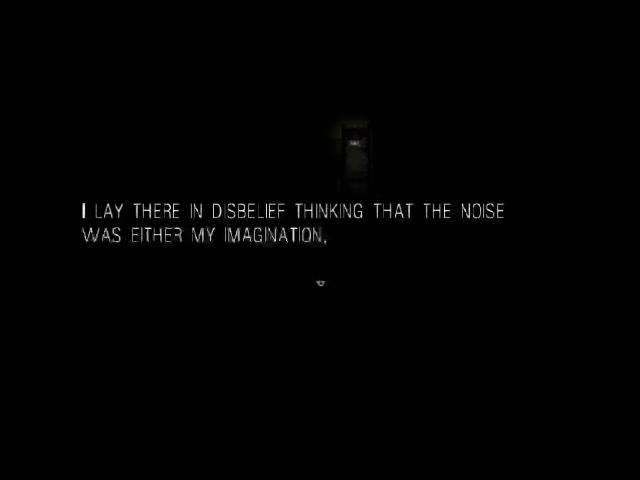 I LAY THERE IN DISBELIEF THINKING THAT THE NOISE
WAS EITHER MY IMAGINATION,